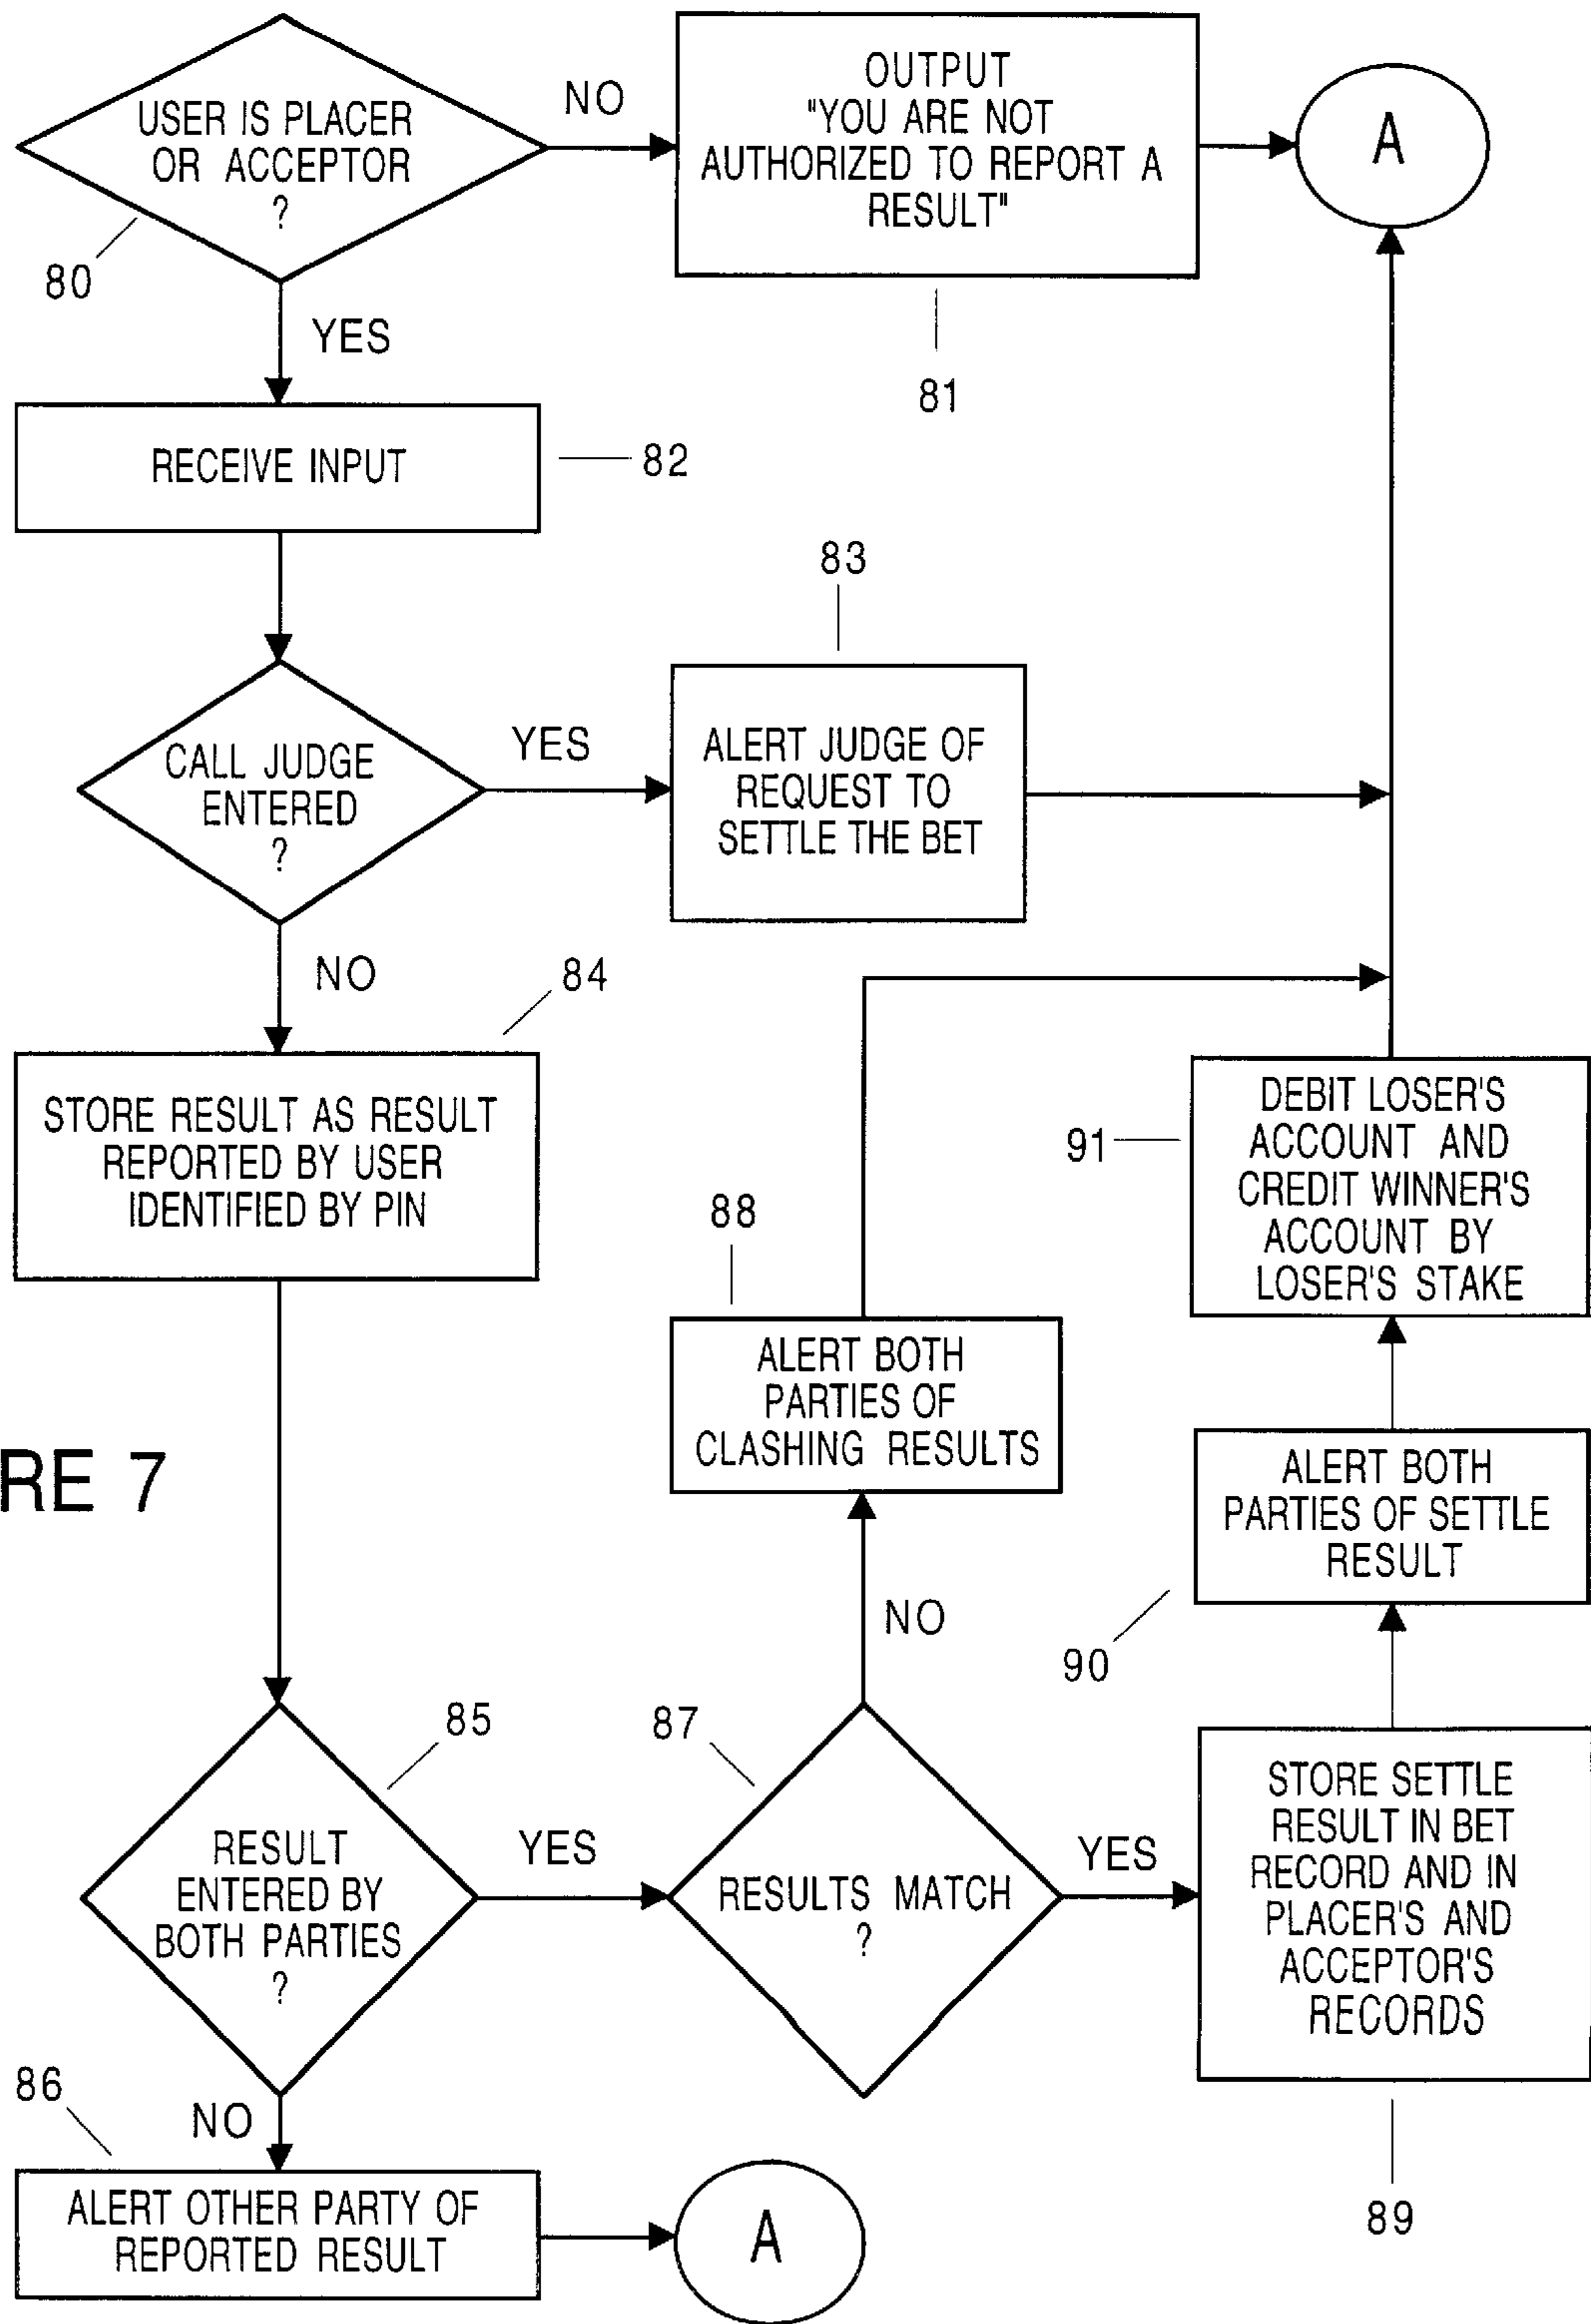 USER IS PLACER
OR ACCEPTOR
?
80
NO
OUTPUT
"YOU ARE NOT
AUTHORIZED TO REPORT A
RESULT"
81
A
YES
RECEIVE INPUT
82
CALL JUDGE
ENTERED
?
YES
83
ALERT JUDGE OF
REQUEST TO
SETTLE THE BET
NO
84
STORE RESULT AS RESULT
REPORTED BY USER
IDENTIFIED BY PIN
88
ALERT BOTH
PARTIES OF
CLASHING RESULTS
91
DEBIT LOSER'S
ACCOUNT AND
CREDIT WINNER'S
ACCOUNT BY
LOSER'S STAKE
RE 7
ALERT BOTH
PARTIES OF SETTLE
RESULT
90
NO
85
RESULT
ENTERED BY
BOTH PARTIES
?
YES
87
RESULTS MATCH
?
YES
STORE SETTLE
RESULT IN BET
RECORD AND IN
PLACER'S AND
ACCEPTOR'S
RECORDS
89
86
NO
ALERT OTHER PARTY OF
REPORTED RESULT
A